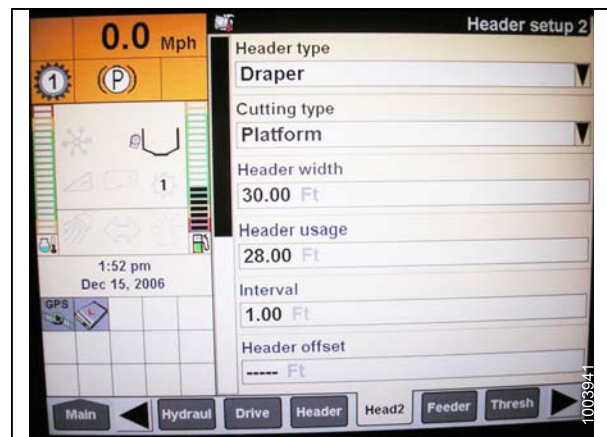 0.0 Mph
1
(P)
1
1:52 pm
Dec 15, 2006
GPS
Header setup 2
Header type
Draper
Cutting type
Platform
Header width
30.00 Ft
Header usage
28.00 Ft
Interval
1.00 Ft
Header offset
----- Ft
Main
Hydraul
Drive
Header
Head2
Feeder
Thresh
1003941